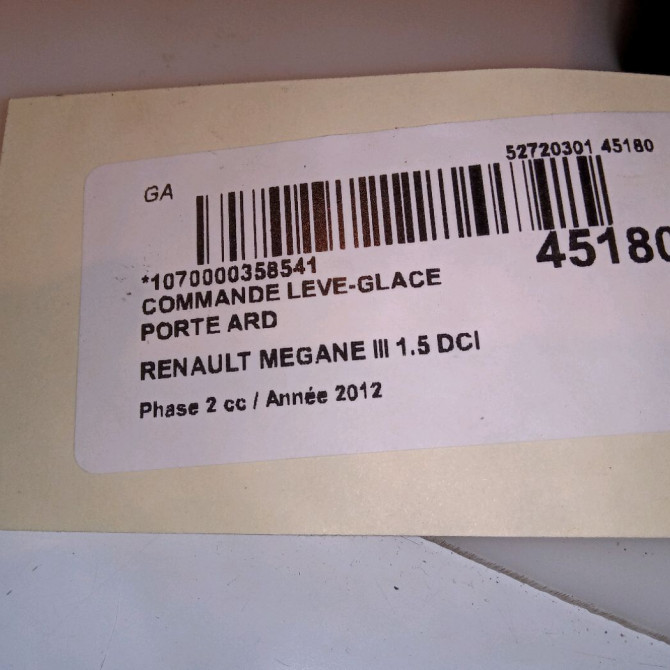 52720301 45180
GA
45180
*1070000358541
COMMANDE LEVE-GLACE
PORTE ARD
RENAULT MEGANE III 1.5 DCI
Phase 2 cc / Année 2012